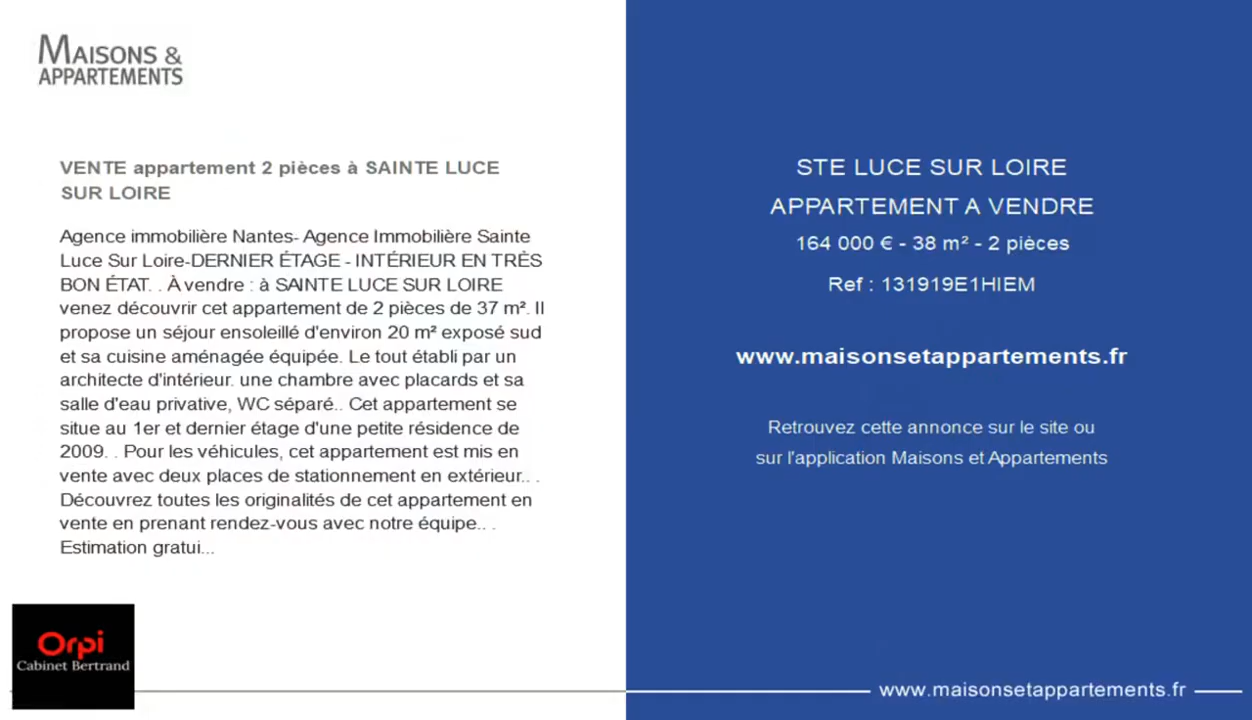 MAISONS &
APPARTEMENTS
VENTE appartement 2 pièces à SAINTE LUCE
SUR LOIRE
Agence immobilière Nantes- Agence Immobilière Sainte
Luce Sur Loire-DERNIER ÉTAGE - INTÉRIEUR EN TRÈS
BON ÉTAT. . À vendre : à SAINTE LUCE SUR LOIRE
venez découvrir cet appartement de 2 pièces de 37 m². Il
propose un séjour ensoleillé d'environ 20 m² exposé sud
et sa cuisine aménagée équipée. Le tout établi par un
architecte d'intérieur. une chambre avec placards et sa
salle d'eau privative, WC séparé.. Cet appartement se
situe au 1er et dernier étage d'une petite résidence de
2009. . Pour les véhicules, cet appartement est mis en
vente avec deux places de stationnement en extérieur.. .
Découvrez toutes les originalités de cet appartement en
vente en prenant rendez-vous avec notre équipe.. .
Estimation gratui...
Orpi
Cabinet Bertrand
STE LUCE SUR LOIRE
APPARTEMENT A VENDRE
164 000 € - 38 m² - 2 pièces
Ref : 131919E1HIEM
www.maisonsetappartements.fr
Retrouvez cette annonce sur le site ou
sur l'application Maisons et Appartements
www.maisonsetappartements.fr